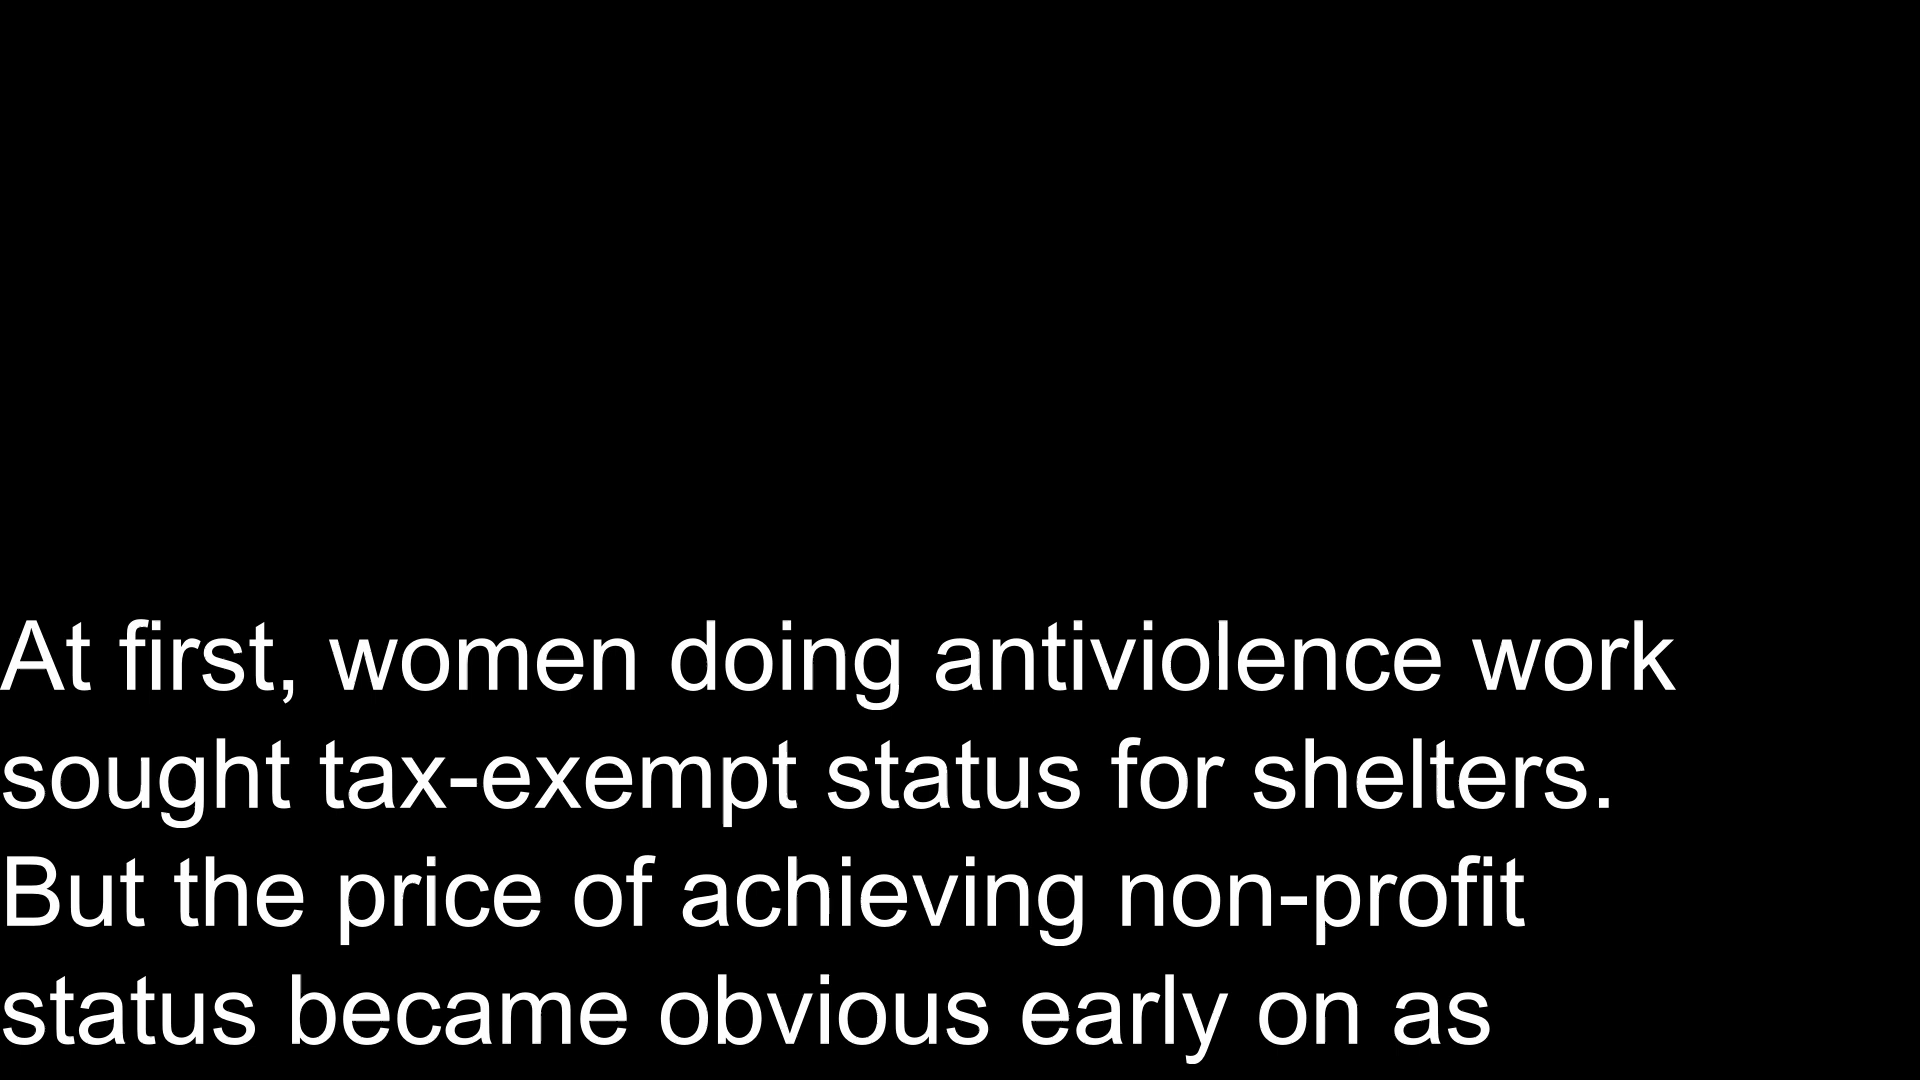 At first, women doing antiviolence work
sought tax-exempt status for shelters.
But the price of achieving non-profit
status became obvious early on as